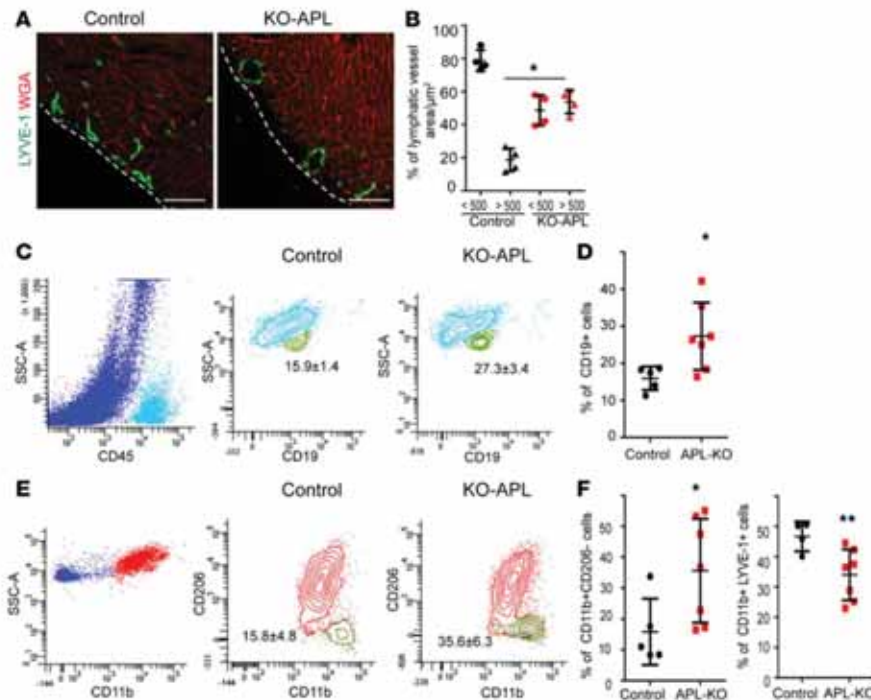 A
Control
KO-APL
LYVE-1 WGA
B
% of lymphatic vessel
area/µm²
100
80
60
40
20
0
*
< 500
> 500
< 500
> 500
Control
KO-APL
C
Control
KO-APL
SSC-A
CD45
SSC-A
15.9±1.4
CD19
SSC-A
27.3±3.4
CD19
D
% of CD19+ cells
50
40
30
20
10
0
*
Control
APL-KO
E
Control
KO-APL
SSC-A
CD11b
CD206
15.8±4.8
CD11b
CD206
35.6±6.3
CD11b
F
% of CD11b+CD206- cells
60
50
40
30
20
10
0
*
Control
APL-KO
% of CD11b+ LYVE-1+ cells
50
40
30
20
10
0
**
Control
APL-KO